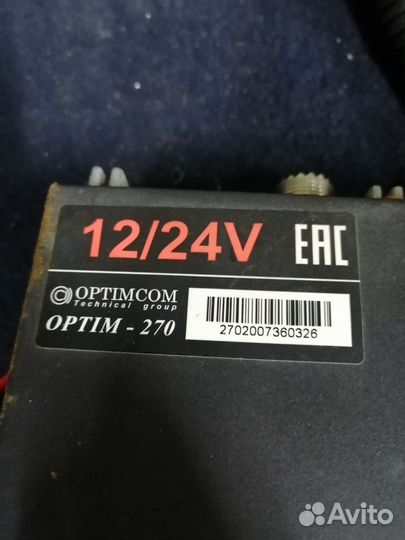 12/24V EAC
OPTIMCOM
Technical group
OPTIM - 270
2702007360326
Avito